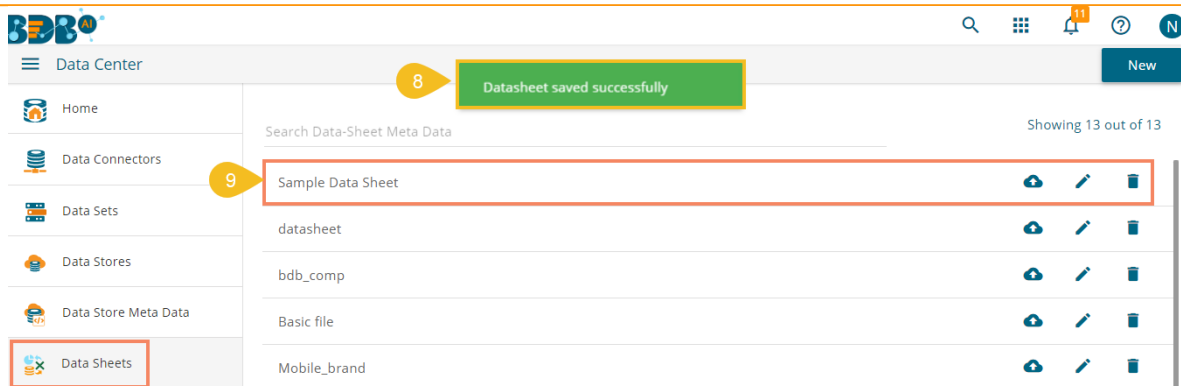 BDB AI
11
N
Data Center
New
8
Datasheet saved successfully
Home
Data Connectors
Data Sets
Data Stores
Data Store Meta Data
Data Sheets
Search Data-Sheet Meta Data
Showing 13 out of 13
9
Sample Data Sheet
datasheet
bdb_comp
Basic file
Mobile_brand